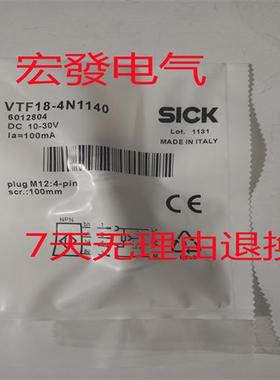 宏發电气
VTF18-4N1140
6012804
DC 10-30V
Ia=100mA
SICK
Lot. 1131
MADE IN ITALY
plug M12:4-pin
scr.:100mm
CE
NPN
7天无理由退换